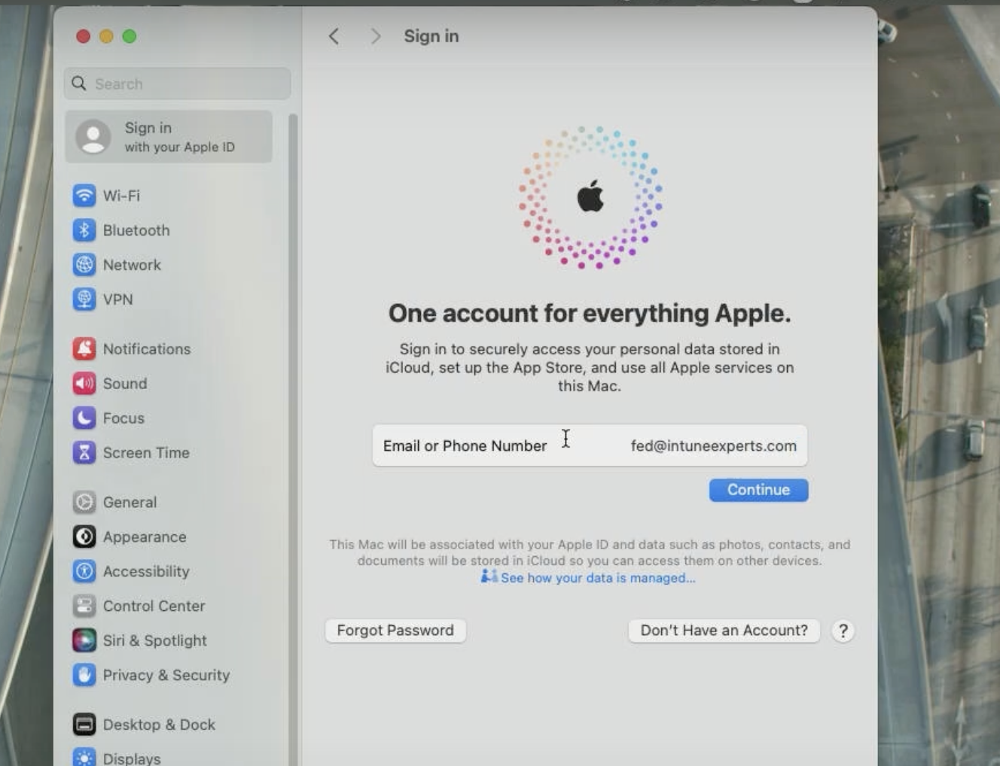 Sign in
Search
Sign in
with your Apple ID
Wi-Fi
Bluetooth
Network
VPN
Notifications
Sound
Focus
Screen Time
General
Appearance
Accessibility
Control Center
Siri & Spotlight
Privacy & Security
Desktop & Dock
Displays
One account for everything Apple.
Sign in to securely access your personal data stored in
iCloud, set up the App Store, and use all Apple services on
this Mac.
Email or Phone Number
fed@intuneexperts.com
Continue
This Mac will be associated with your Apple ID and data such as photos, contacts, and
documents will be stored in iCloud so you can access them on other devices.
See how your data is managed...
Forgot Password
Don't Have an Account?
?